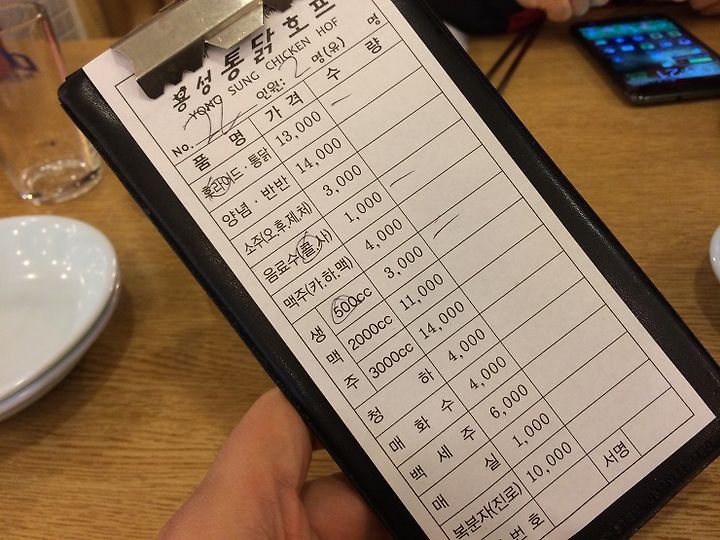 용성통닭호프
YONG SUNG CHICKEN HOF
No. 인원: 2 명(유) 명
품 명 가 격 수 량
후라이드·통닭 13,000
양념·반반 14,000
소주(오,후,제,처) 3,000
음료수(콜,사) 1,000
맥주(카.하.맥) 4,000
생맥주 500cc 3,000
2000cc 11,000
3000cc 14,000
청 하 4,000
매 화 수 4,000
백 세 주 6,000
매 실 1,000
복분자(진로) 10,000
번 호 서명